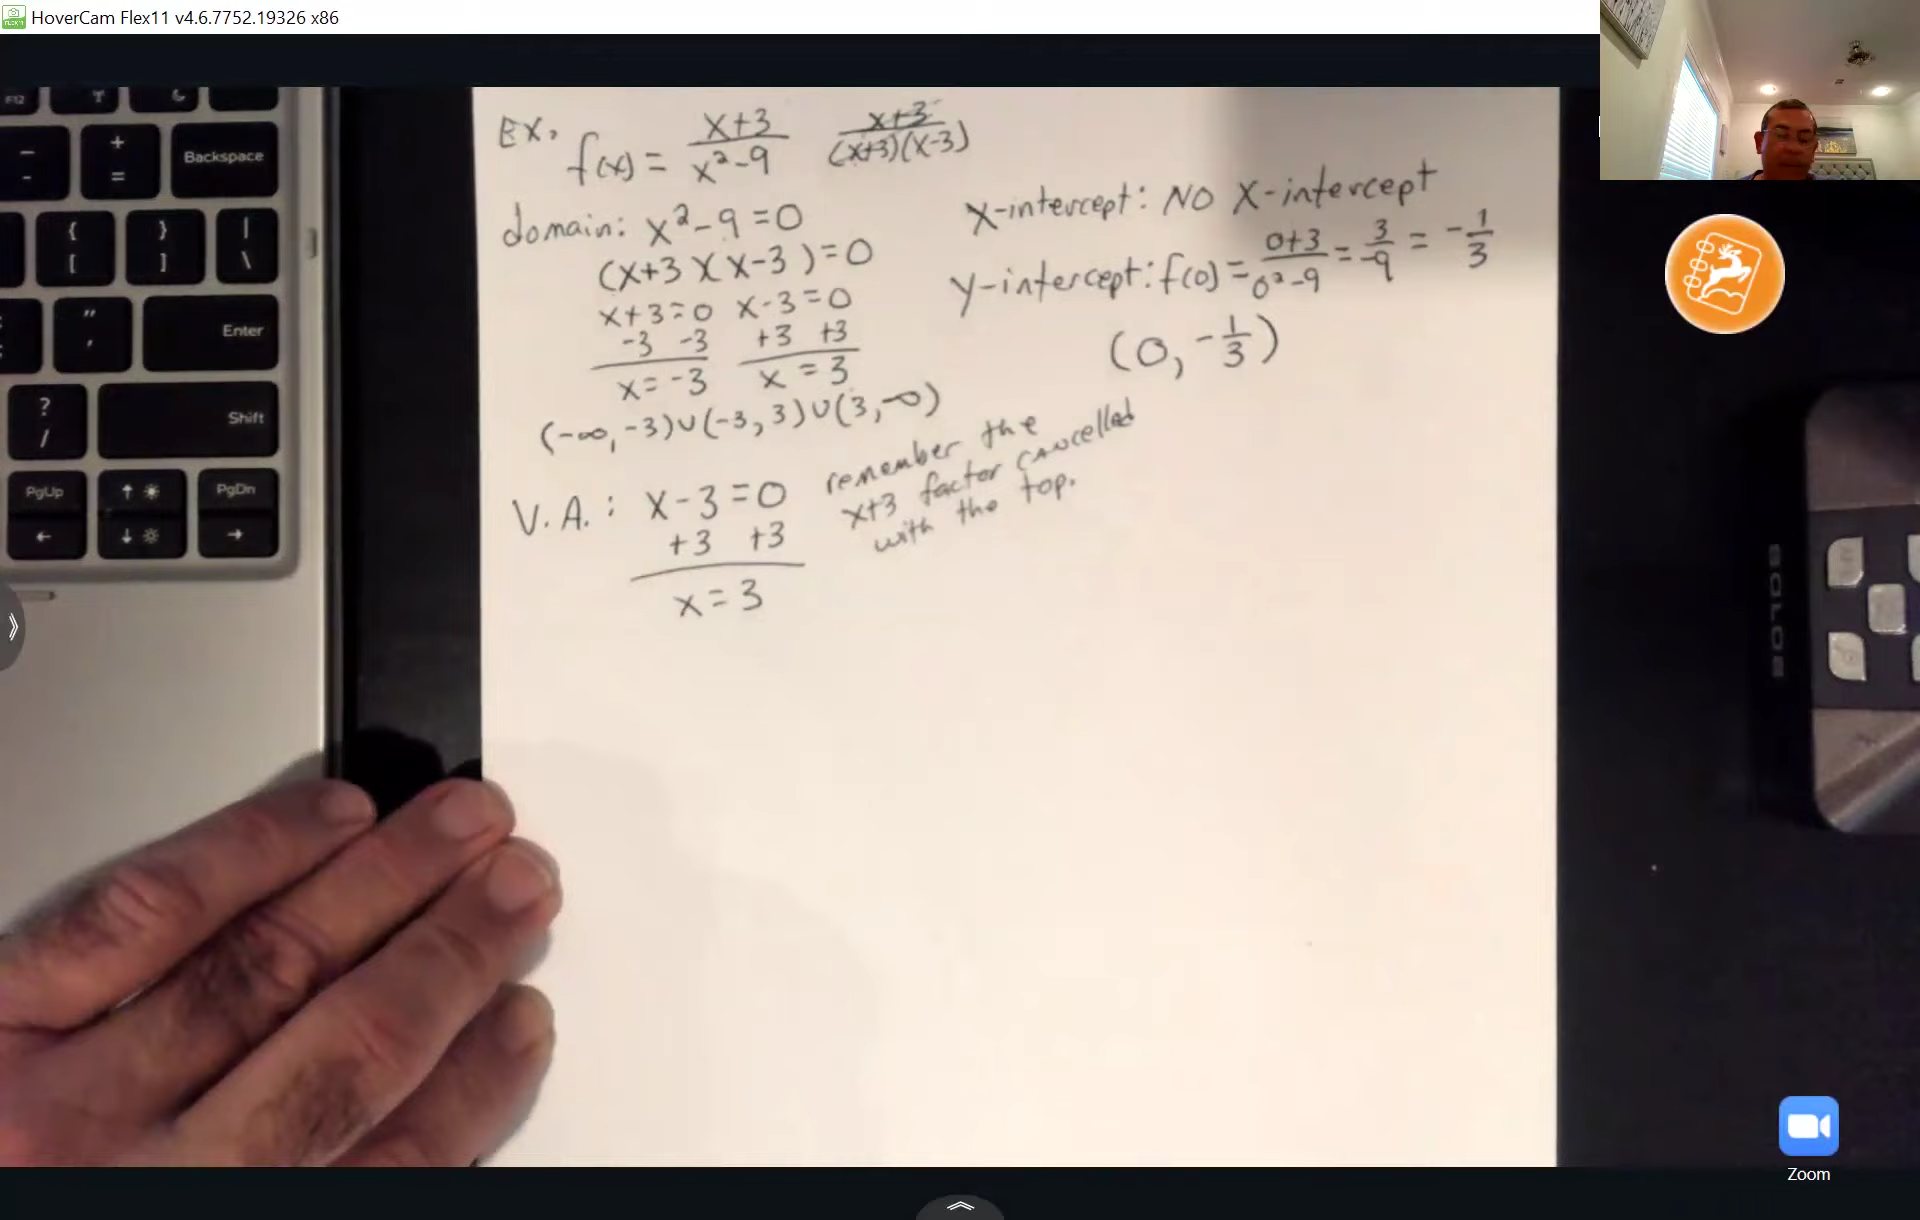 HoverCam Flex11 v4.6.7752.19326 x86
F12
Backspace
Enter
Shift
PgUp
PgDn
Ex. f(x) = x+3 / x²-9   x+3 / (x+3)(x-3)
domain: x²-9=0
(x+3)(x-3)=0
x+3=0 x-3=0
-3 -3 +3 +3
x=-3 x=3
(-∞,-3)∪(-3,3)∪(3,∞)
V.A.: x-3=0
+3 +3
x=3
remember the
x+3 factor cancelled
with the top.
x-intercept: NO x-intercept
y-intercept: f(0) = 0+3 / 0²-9 = 3/-9 = -1/3
(0, -1/3)
BOLDE
Zoom